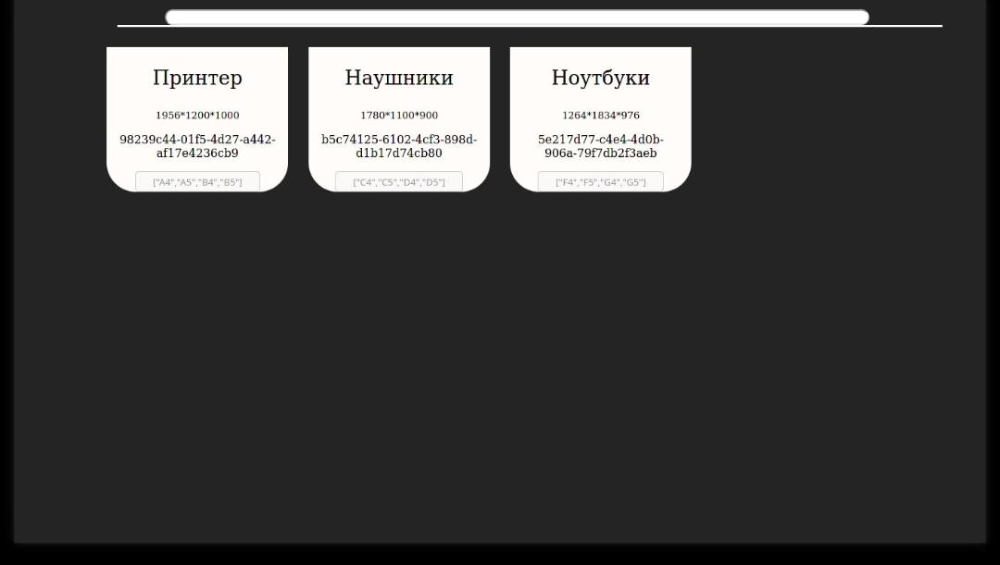 Принтер
1956*1200*1000
98239c44-01f5-4d27-a442-
af17e4236cb9
["A4","A5","B4","B5"]
Наушники
1780*1100*900
b5c74125-6102-4cf3-898d-
d1b17d74cb80
["C4","C5","D4","D5"]
Ноутбуки
1264*1834*976
5e217d77-c4e4-4d0b-
906a-79f7db2f3aeb
["F4","F5","G4","G5"]